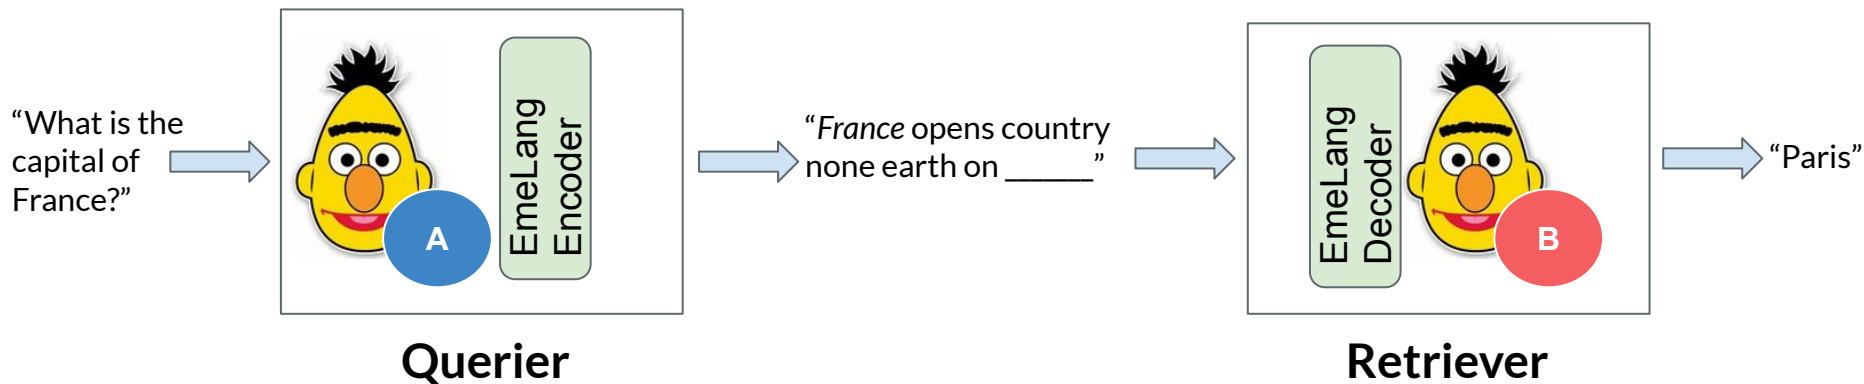 “What is the
capital of
France?”
A
EmeLang
Encoder
Querier
“France opens country
none earth on _______”
EmeLang
Decoder
B
Retriever
“Paris”